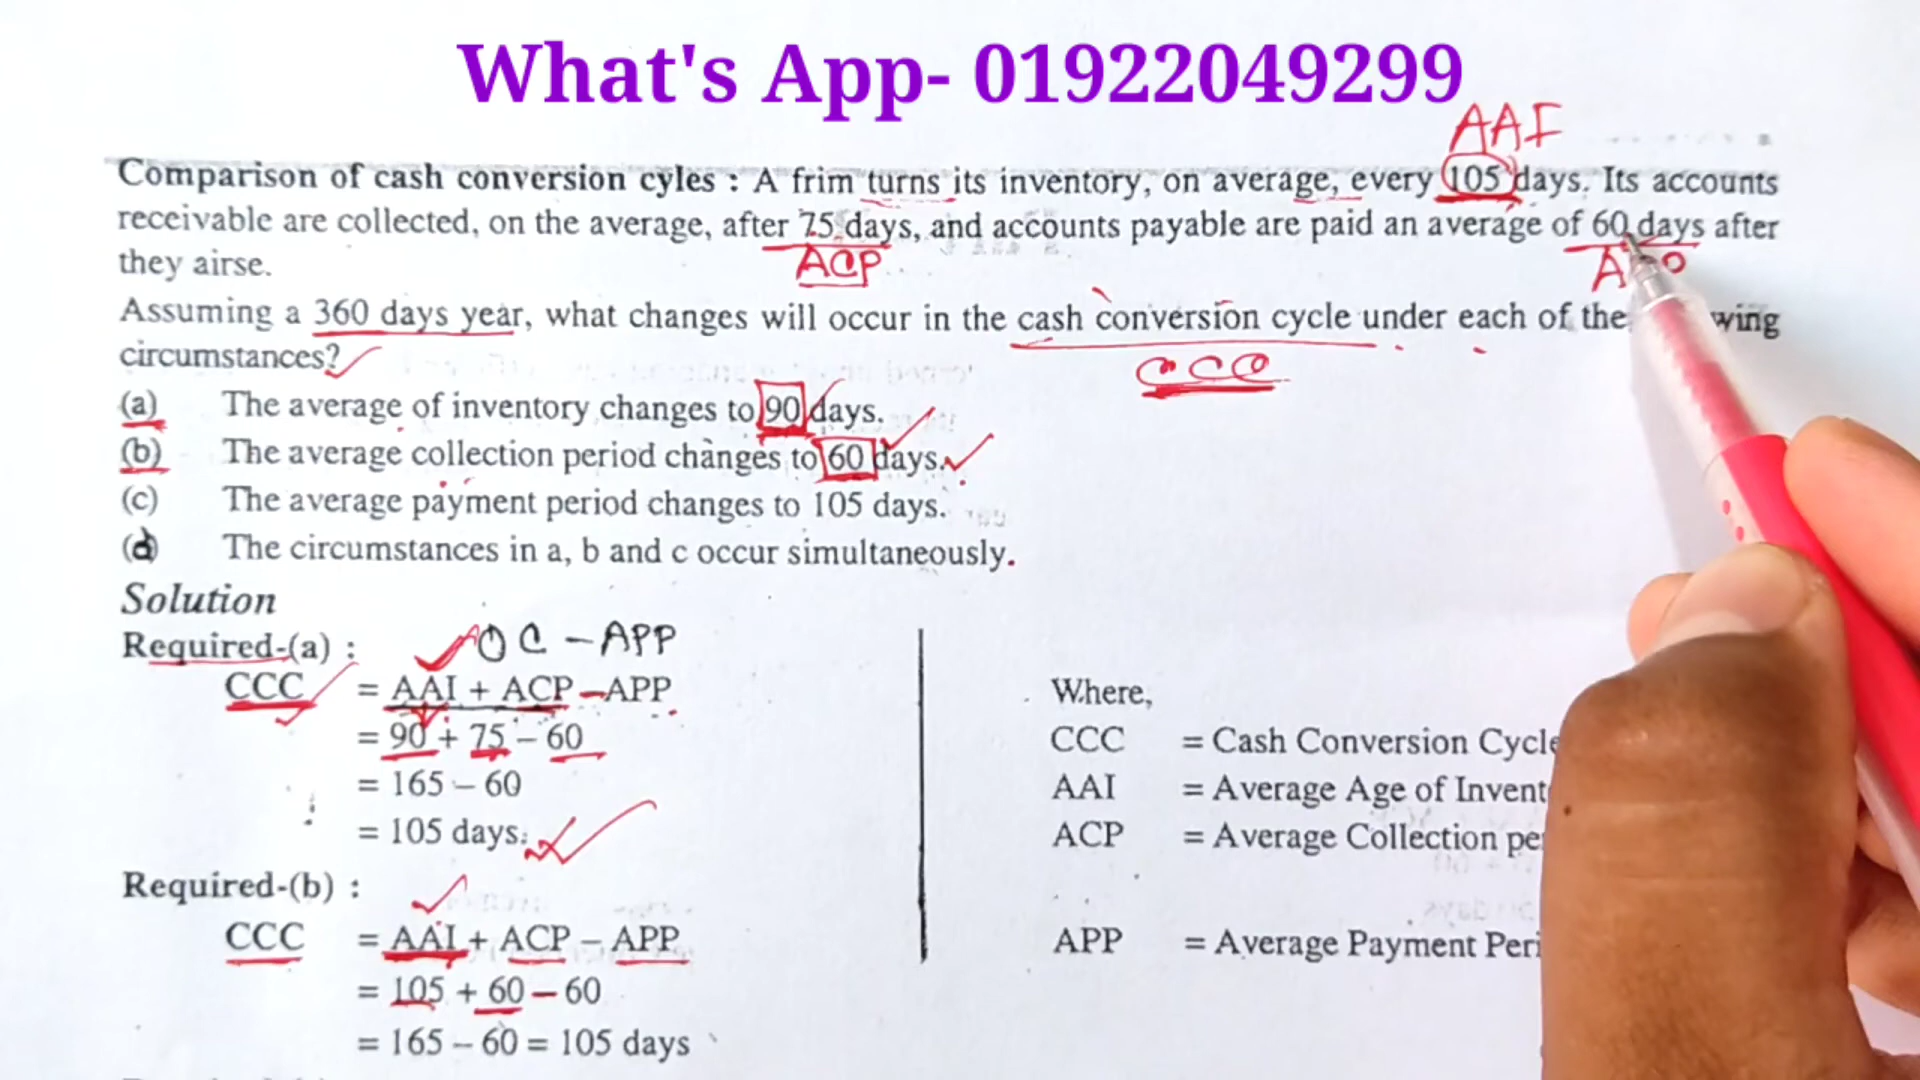 What's App- 01922049299
AAI
Comparison of cash conversion cyles : A frim turns its inventory, on average, every 105 days. Its accounts
receivable are collected, on the average, after 75 days, and accounts payable are paid an average of 60 days after
ACP
they airse.
Assuming a 360 days year, what changes will occur in the cash conversion cycle under each of the
circumstances?
CCC
(a) The average of inventory changes to 90 days.
(b) The average collection period changes to 60 days.
(c) The average payment period changes to 105 days.
(d) The circumstances in a, b and c occur simultaneously.
Solution
Required-(a) :
OC - APP
CCC = AAI + ACP – APP
= 90 + 75 – 60
= 165 – 60
= 105 days.
Where,
CCC = Cash Conversion Cycle
AAI = Average Age of
ACP = Average Collection
APP = Average Payment
Required-(b) :
CCC = AAI + ACP – APP
= 105 + 60 – 60
= 165 – 60 = 105 days